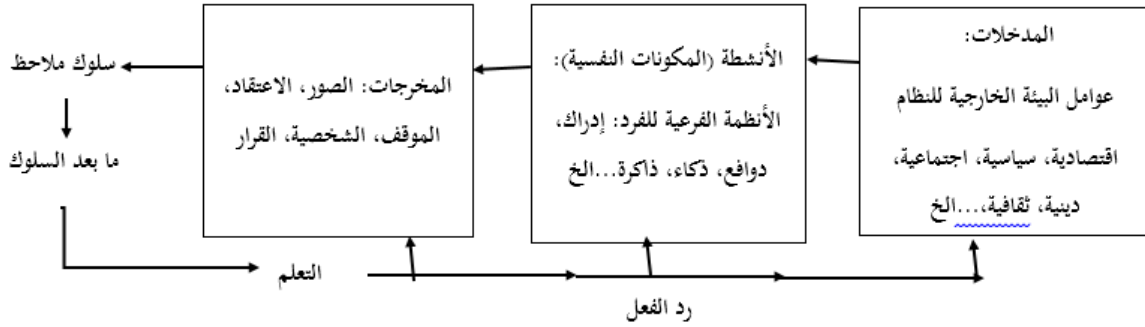 المدخلات:
عوامل البيئة الخارجية للنظام
اقتصادية، سياسية، اجتماعية،
دينية، ثقافية،...الخ
الأنشطة (المكونات النفسية):
الأنظمة الفرعية للفرد: إدراك،
دوافع، ذكاء، ذاكرة...الخ
المخرجات: الصور، الاعتقاد،
الموقف، الشخصية، القرار
سلوك ملاحظ
ما بعد السلوك
التعلم
رد الفعل